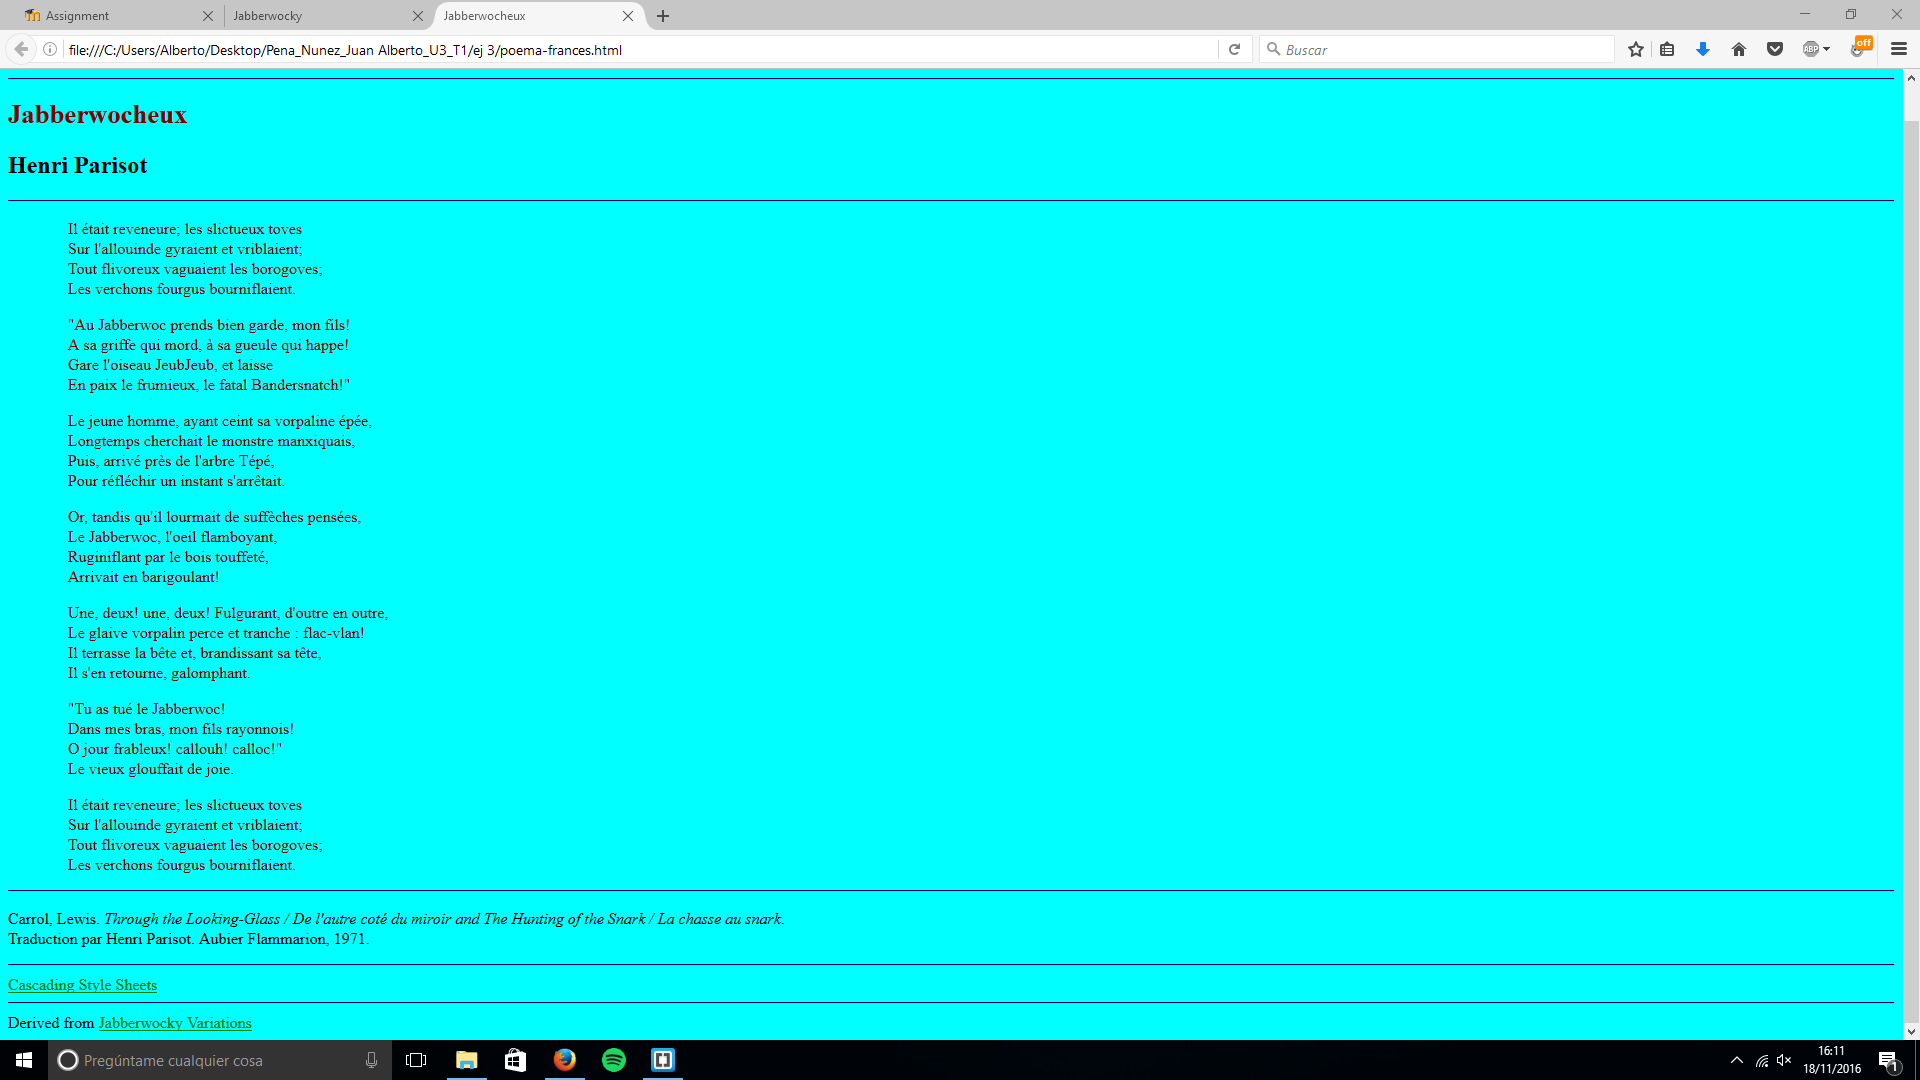 Assignment
Jabberwocky
Jabberwocheux
file:///C:/Users/Alberto/Desktop/Pena_Nunez_Juan Alberto_U3_T1/ej 3/poema-frances.html
Buscar
ABP
off
Jabberwocheux
Henri Parisot
Il était reveneure; les slictueux toves
Sur l'allouinde gyraient et vriblaient;
Tout flivoreux vaguaient les borogoves;
Les verchons fourgus bourniflaient.
"Au Jabberwoc prends bien garde, mon fils!
A sa griffe qui mord, à sa gueule qui happe!
Gare l'oiseau JeubJeub, et laisse
En paix le frumieux, le fatal Bandersnatch!"
Le jeune homme, ayant ceint sa vorpaline épée,
Longtemps cherchait le monstre manxiquais,
Puis, arrivé près de l'arbre Tépé,
Pour réfléchir un instant s'arrêtait.
Or, tandis qu'il lourmait de suffèches pensées,
Le Jabberwoc, l'oeil flamboyant,
Ruginiflant par le bois touffeté,
Arrivait en barigoulant!
Une, deux! une, deux! Fulgurant, d'outre en outre,
Le glaive vorpalin perce et tranche : flac-vlan!
Il terrasse la bête et, brandissant sa tête,
Il s'en retourne, galomphant.
"Tu as tué le Jabberwoc!
Dans mes bras, mon fils rayonnois!
O jour frableux! callouh! calloc!"
Le vieux glouffait de joie.
Il était reveneure; les slictueux toves
Sur l'allouinde gyraient et vriblaient;
Tout flivoreux vaguaient les borogoves;
Les verchons fourgus bourniflaient.
Carrol, Lewis. Through the Looking-Glass / De l'autre coté du miroir and The Hunting of the Snark / La chasse au snark.
Traduction par Henri Parisot. Aubier Flammarion, 1971.
Cascading Style Sheets
Derived from Jabberwocky Variations
Pregúntame cualquier cosa
16:11
18/11/2016
1